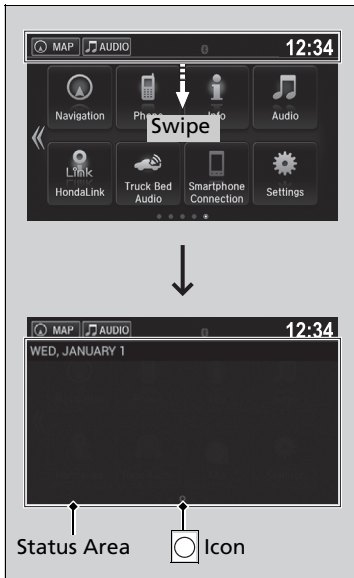 MAP AUDIO 12:34
Navigation Phone Info Audio
Swipe
Link
HondaLink Truck Bed Audio Smartphone Connection Settings
MAP AUDIO 12:34
WED, JANUARY 1
Status Area Icon